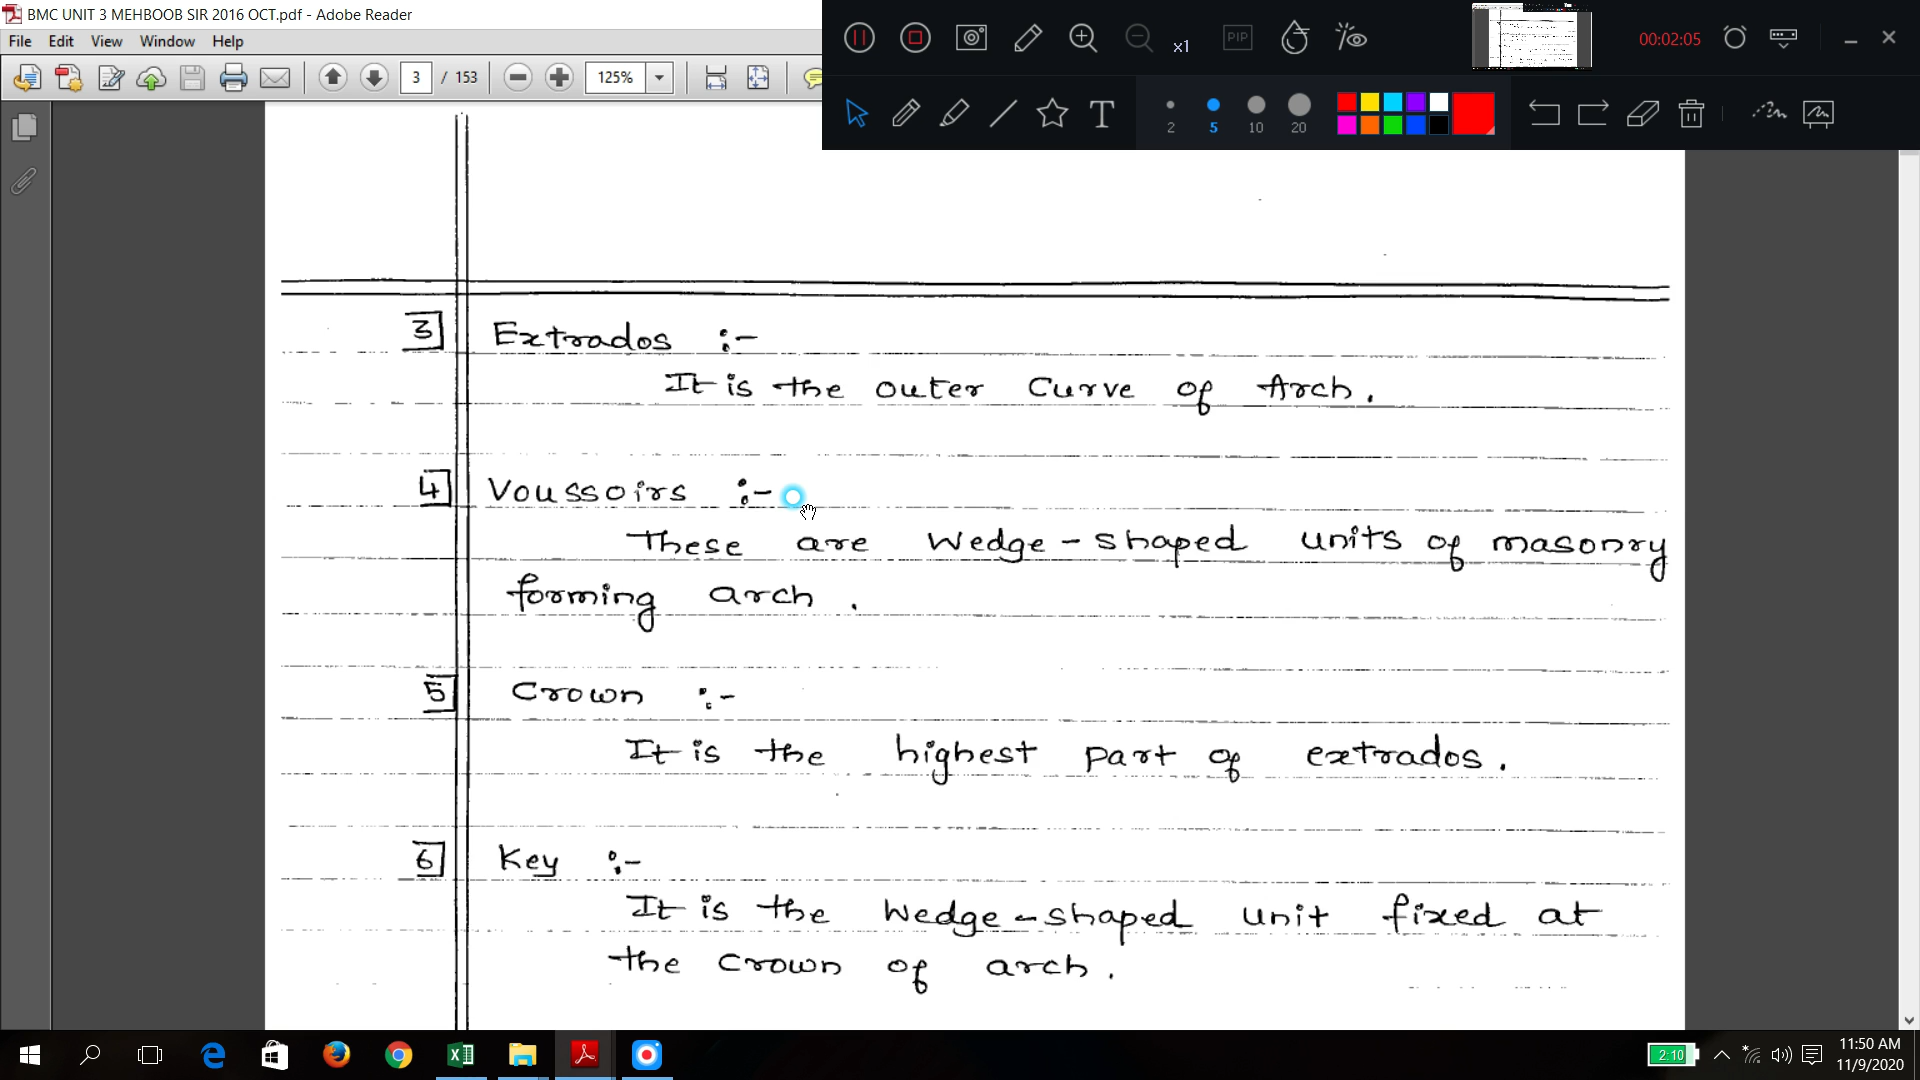 BMC UNIT 3 MEHBOOB SIR 2016 OCT.pdf - Adobe Reader
File Edit View Window Help
3 / 153 125%
x1 PIP 00:02:05
T 2 5 10 20
3 Extrados :-
It is the outer Curve of Arch.
4 Voussoirs :-
These are wedge-shaped units of masonry
forming arch .
5 Crown :-
It is the highest part of extrados.
6 Key :-
It is the wedge-shaped unit fixed at
the crown of arch.
2:10
11:50 AM
11/9/2020